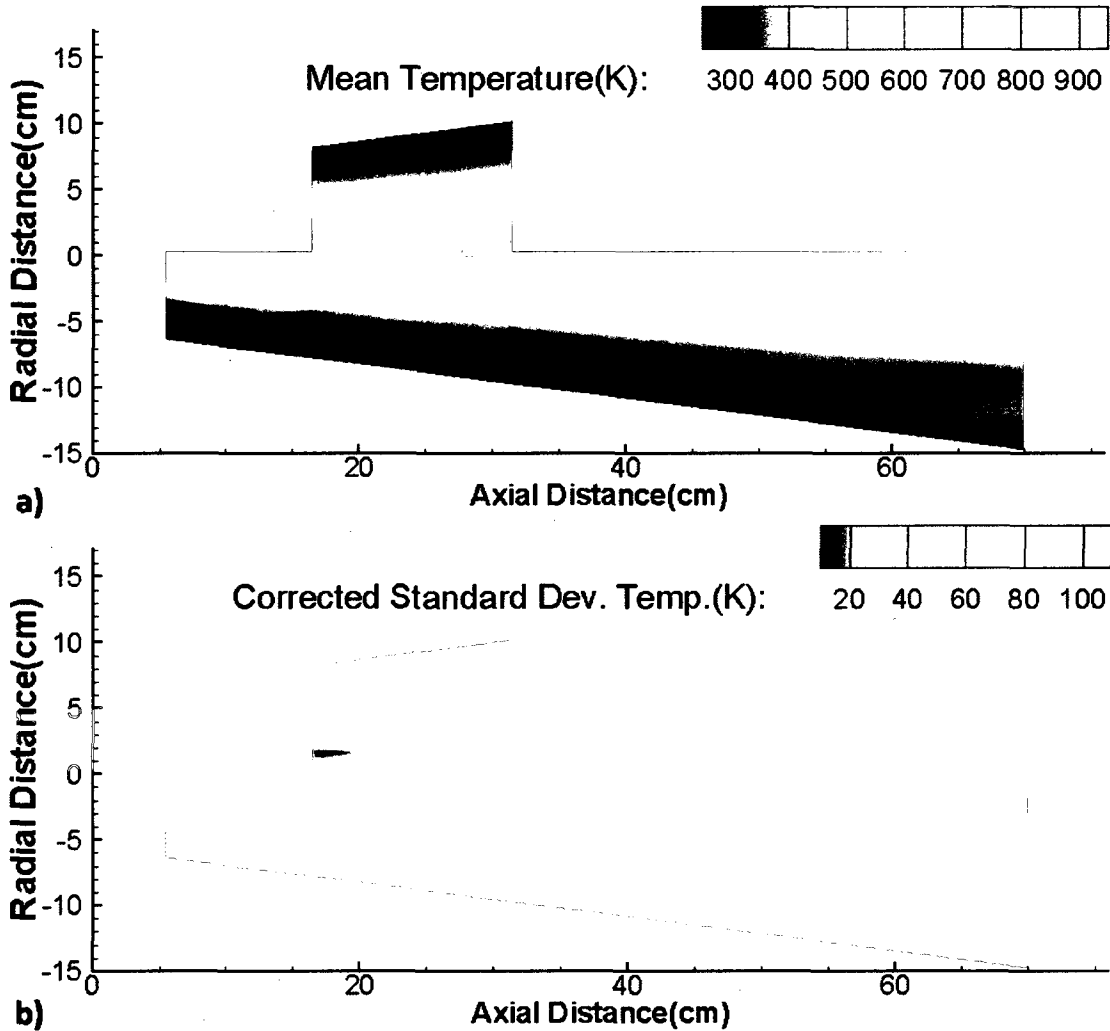 Mean Temperature(K):
300 400 500 600 700 800 900
15
10
5
0
-5
-10
-15
Radial Distance(cm)
0 20 40 60
Axial Distance(cm)
a)
Corrected Standard Dev. Temp.(K):
20 40 60 80 100
15
10
5
0
-5
-10
-15
Radial Distance(cm)
0 20 40 60
Axial Distance(cm)
b)